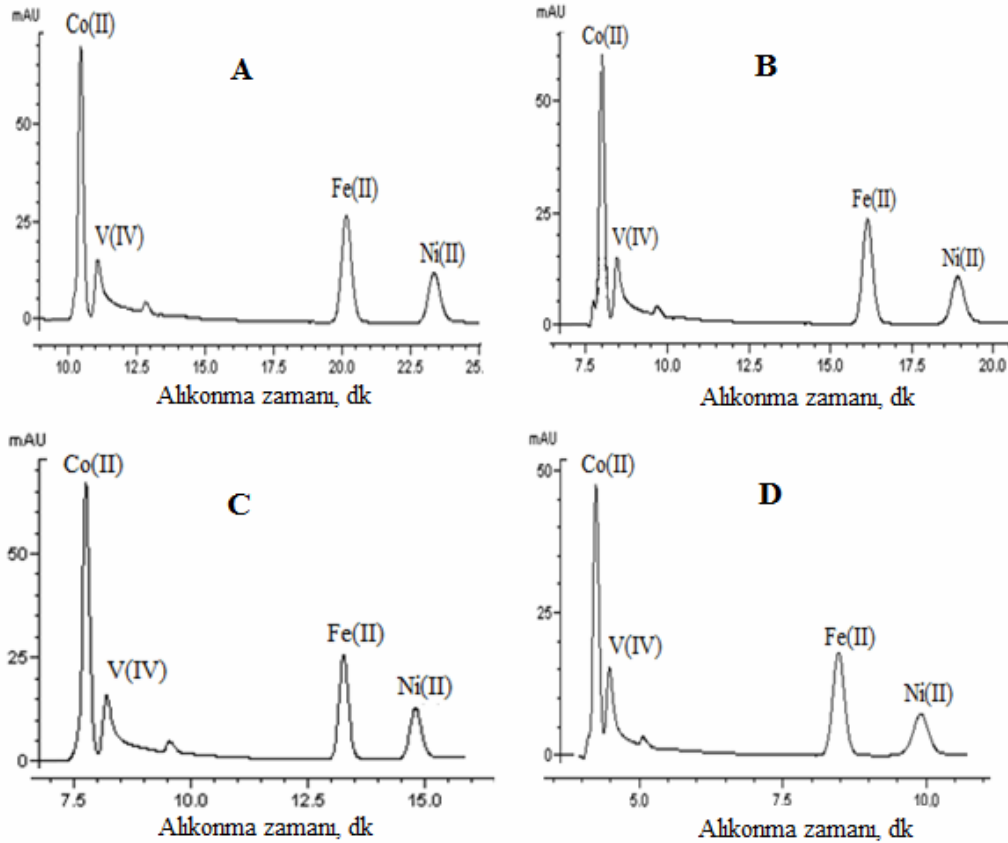 mAU
Co(II)
A
50
Fe(II)
25
V(IV)
Ni(II)
0
10.0 12.5 15.0 17.5 20.0 22.5 25.
Alıkonma zamanı, dk
mAU
Co(II)
B
50
Fe(II)
25
V(IV)
Ni(II)
0
7.5 10.0 12.5 15.0 17.5 20.0
Alıkonma zamanı, dk
mAU
Co(II)
C
50
Fe(II)
25
V(IV)
Ni(II)
0
7.5 10.0 12.5 15.0
Alıkonma zamanı, dk
mAU
50
Co(II)
D
25
V(IV)
Fe(II)
Ni(II)
0
5.0 7.5 10.0
Alıkonma zamanı, dk